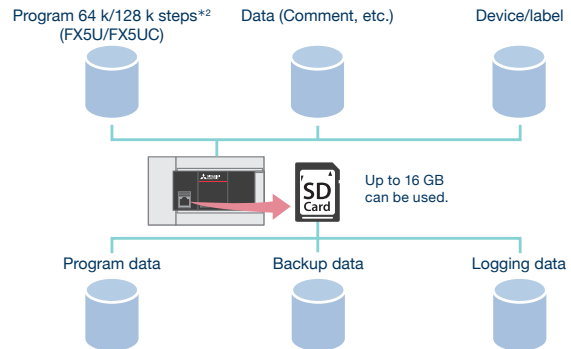 Program 64 k/128 k steps*2
(FX5U/FX5UC)
Data (Comment, etc.)
Device/label
SD
Card
Up to 16 GB
can be used.
Program data
Backup data
Logging data